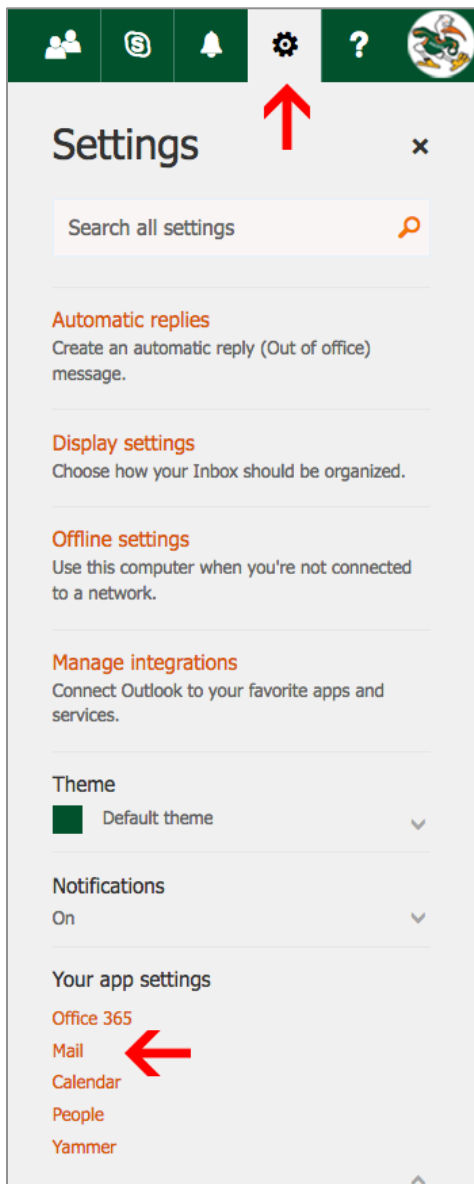 ?
Settings
Search all settings
Automatic replies
Create an automatic reply (Out of office)
message.
Display settings
Choose how your Inbox should be organized.
Offline settings
Use this computer when you're not connected
to a network.
Manage integrations
Connect Outlook to your favorite apps and
services.
Theme
Default theme
Notifications
On
Your app settings
Office 365
Mail
Calendar
People
Yammer